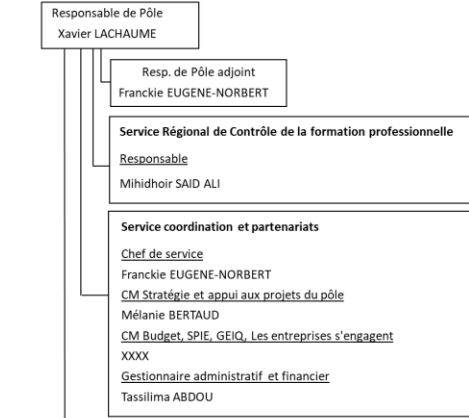 Responsable de Pôle
Xavier LACHAUME
Resp. de Pôle adjoint
Franckie EUGENE-NORBERT
Service Régional de Contrôle de la formation professionnelle
Responsable
Mihidhoir SAID ALI
Service coordination et partenariats
Chef de service
Franckie EUGENE-NORBERT
CM Stratégie et appui aux projets du pôle
Mélanie BERTAUD
CM Budget, SPIE, GEIQ, Les entreprises s'engagent
XXXX
Gestionnaire administratif et financier
Tassilima ABDOU